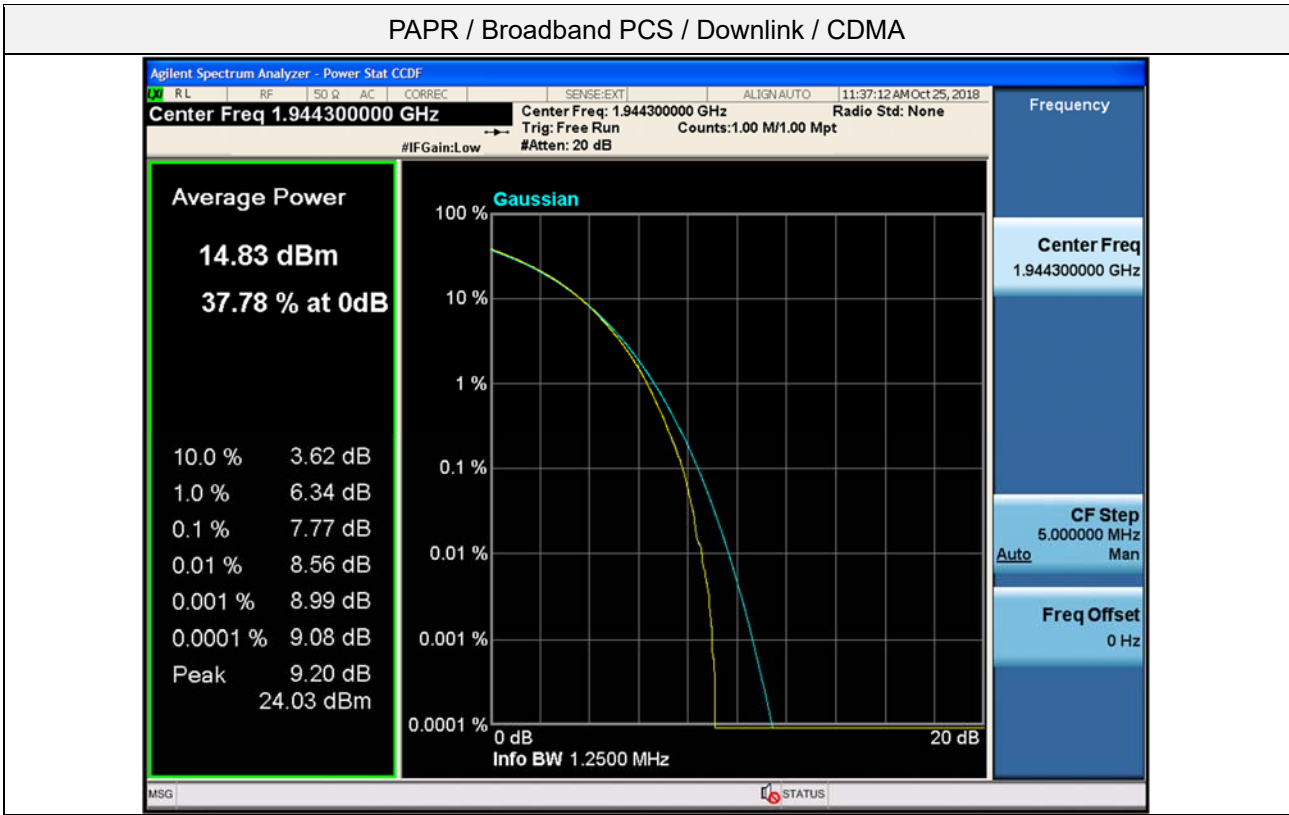 PAPR / Broadband PCS / Downlink / CDMA
Agilent Spectrum Analyzer - Power Stat CCDF
LXI RL RF 50 Ω AC CORREC SENSE:EXT ALIGN AUTO 11:37:12 AM Oct 25, 2018
Center Freq 1.944300000 GHz
Center Freq: 1.944300000 GHz Radio Std: None
Trig: Free Run Counts:1.00 M/1.00 Mpt
#IFGain:Low #Atten: 20 dB
Average Power
14.83 dBm
37.78 % at 0dB
10.0 % 3.62 dB
1.0 % 6.34 dB
0.1 % 7.77 dB
0.01 % 8.56 dB
0.001 % 8.99 dB
0.0001 % 9.08 dB
Peak 9.20 dB
24.03 dBm
Gaussian
100 %
10 %
1 %
0.1 %
0.01 %
0.001 %
0.0001 %
0 dB 20 dB
Info BW 1.2500 MHz
Frequency
Center Freq
1.944300000 GHz
CF Step
5.000000 MHz
Auto Man
Freq Offset
0 Hz
MSG STATUS